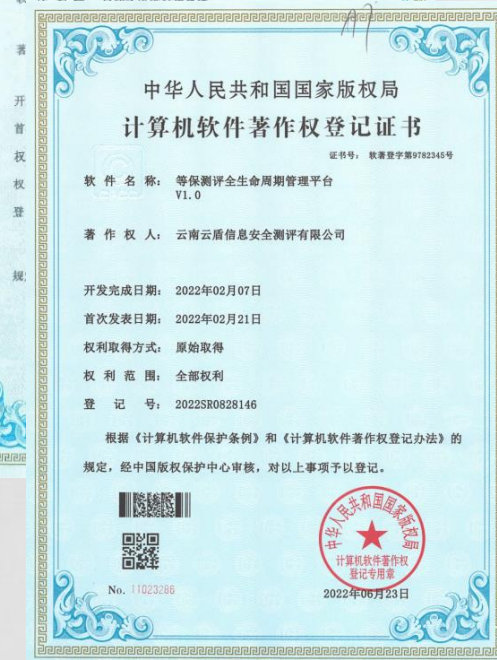 著
开
首
权
权
登
规
中华人民共和国国家版权局
计算机软件著作权登记证书
证书号： 软著登字第9782345号
软 件 名 称： 等保测评全生命周期管理平台
V1.0
著 作 权 人： 云南云盾信息安全测评有限公司
开发完成日期： 2022年02月07日
首次发表日期： 2022年02月21日
权利取得方式： 原始取得
权 利 范 围： 全部权利
登 记 号： 2022SR0828146
根据《计算机软件保护条例》和《计算机软件著作权登记办法》的
规定，经中国版权保护中心审核，对以上事项予以登记。
中华人民共和国国家版权局
计算机软件著作权
登记专用章
No. 11023286
2022年06月23日